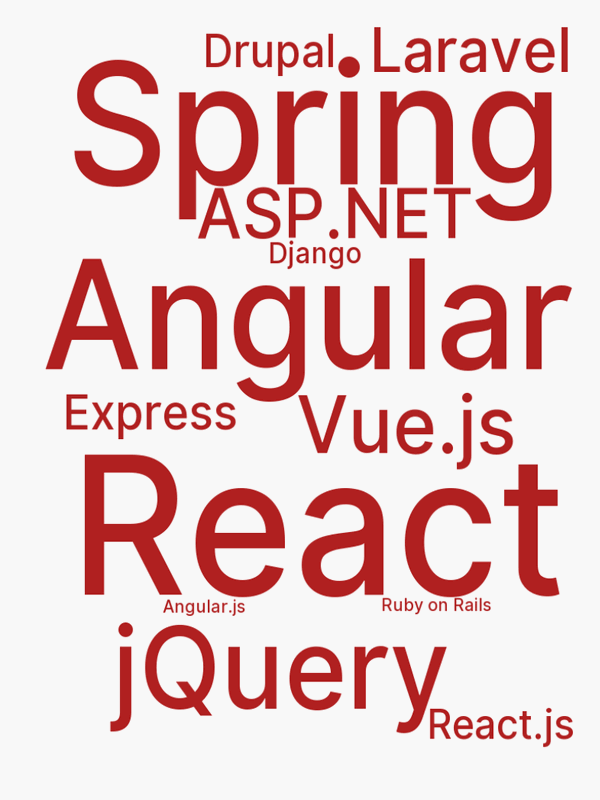 Drupal
Laravel
Spring
ASP.NET
Django
Angular
Express
Vue.js
React
Angular.js
Ruby on Rails
jQuery
React.js